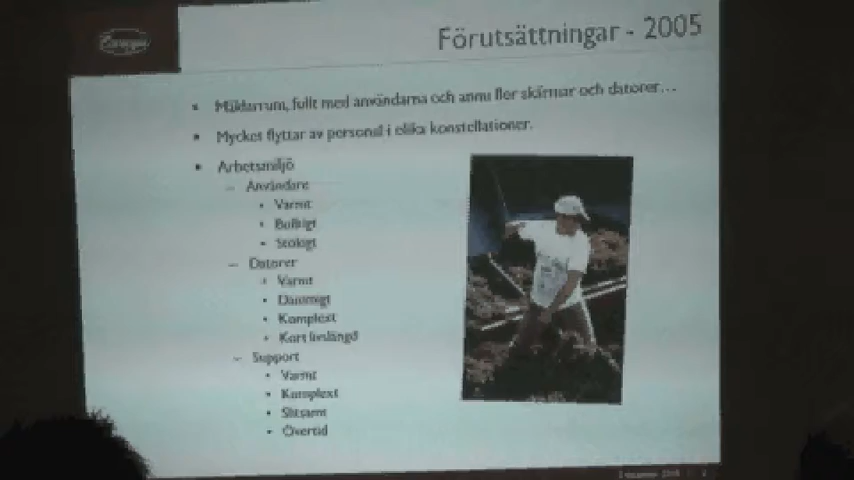 Förutsättningar - 2005
Mäklarrum, fullt med användarna och ännu fler skärmar och datorer...
Mycket flyttar av personal i olika konstellationer.
Arbetsmiljö
– Användare
Varmt
Bullrigt
Stökigt
– Datorer
Varmt
Dammigt
Komplext
Kort livslängd
– Support
Varmt
Komplext
Slitsamt
Övertid